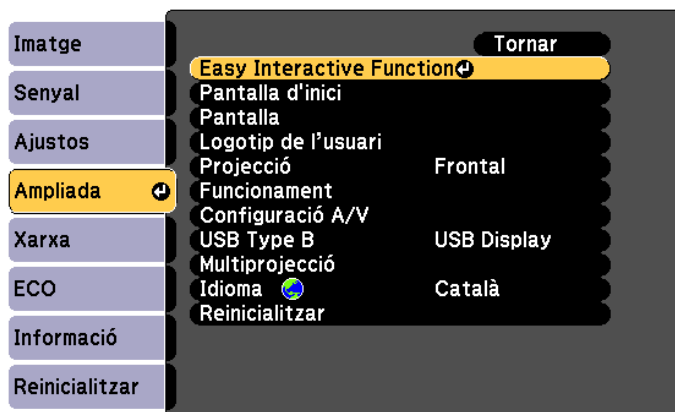 Imatge
Senyal
Ajustos
Ampliada
Xarxa
ECO
Informació
Reinicialitzar
Tornar
Easy Interactive Function
Pantalla d'inici
Pantalla
Logotip de l’usuari
Projecció Frontal
Funcionament
Configuració A/V
USB Type B USB Display
Multiprojecció
Idioma Català
Reinicialitzar